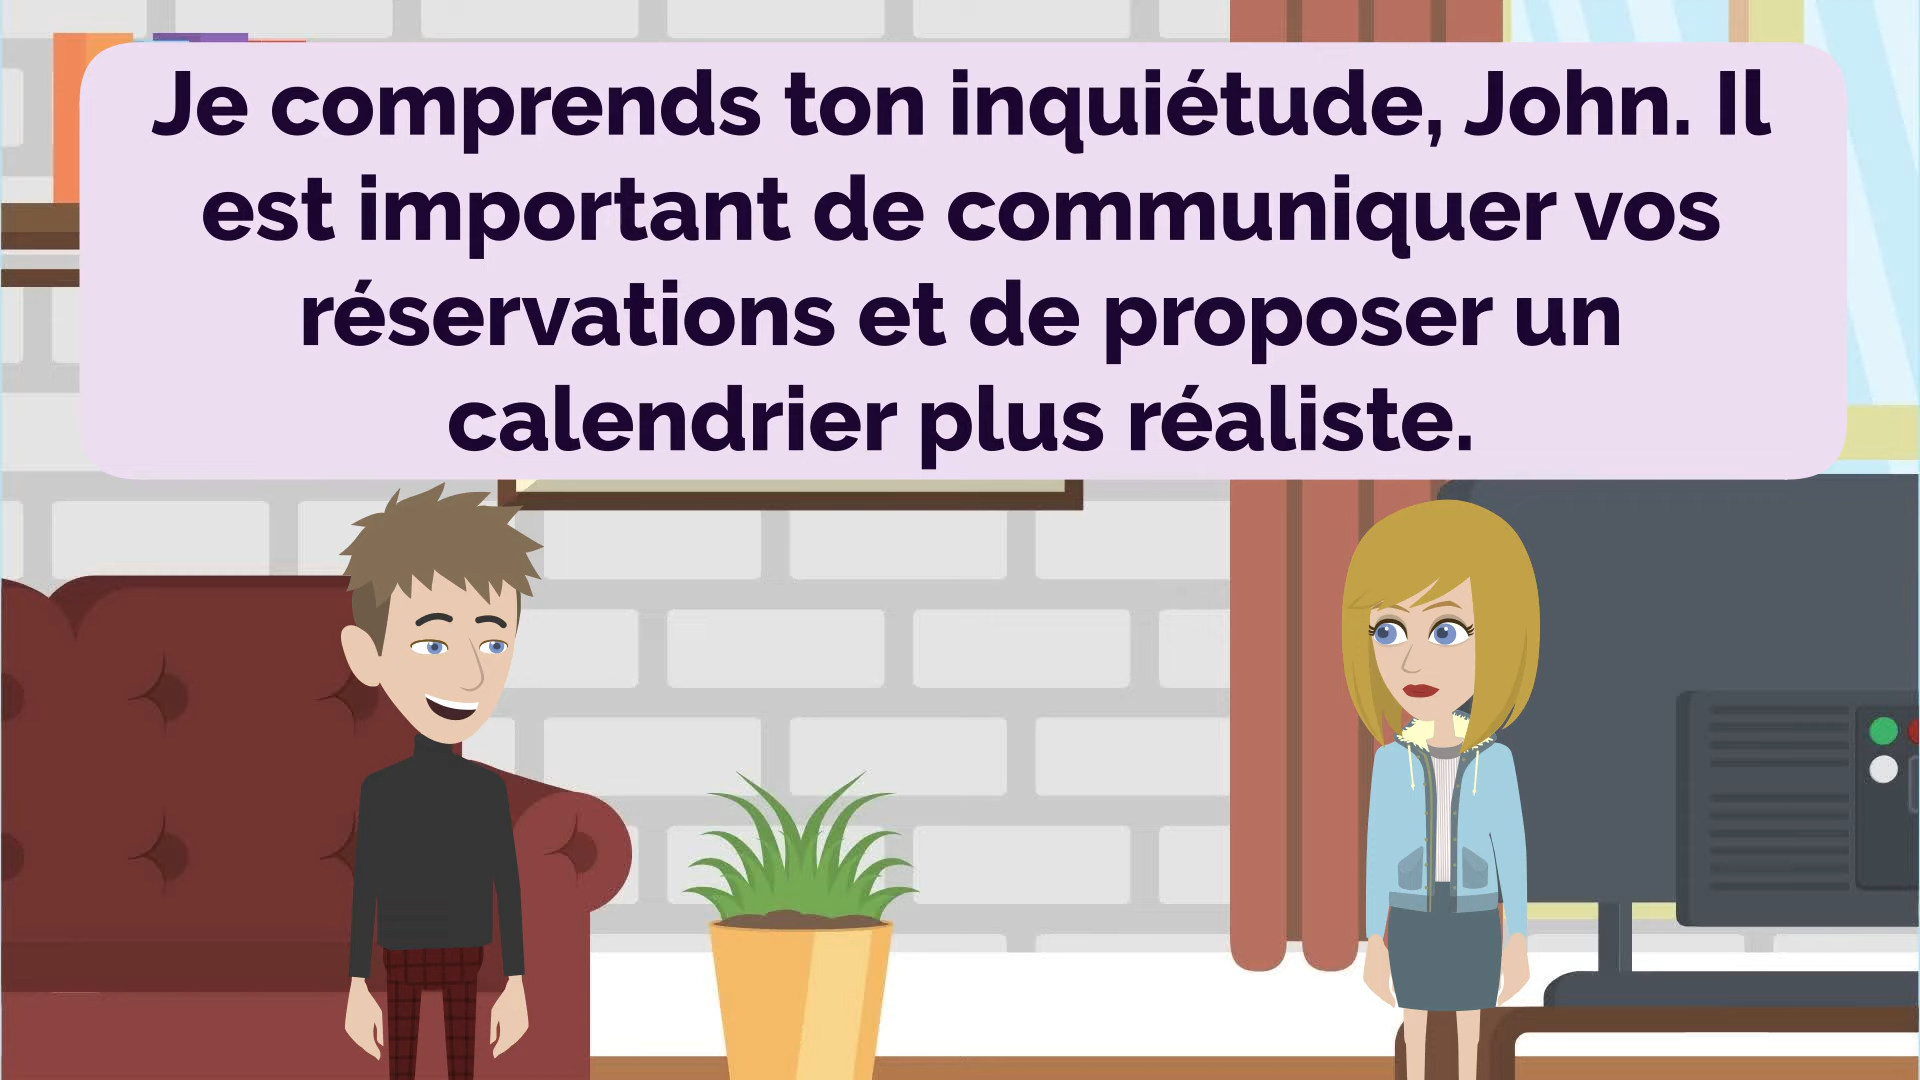 Je comprends ton inquiétude, John. Il
est important de communiquer vos
réservations et de proposer un
calendrier plus réaliste.